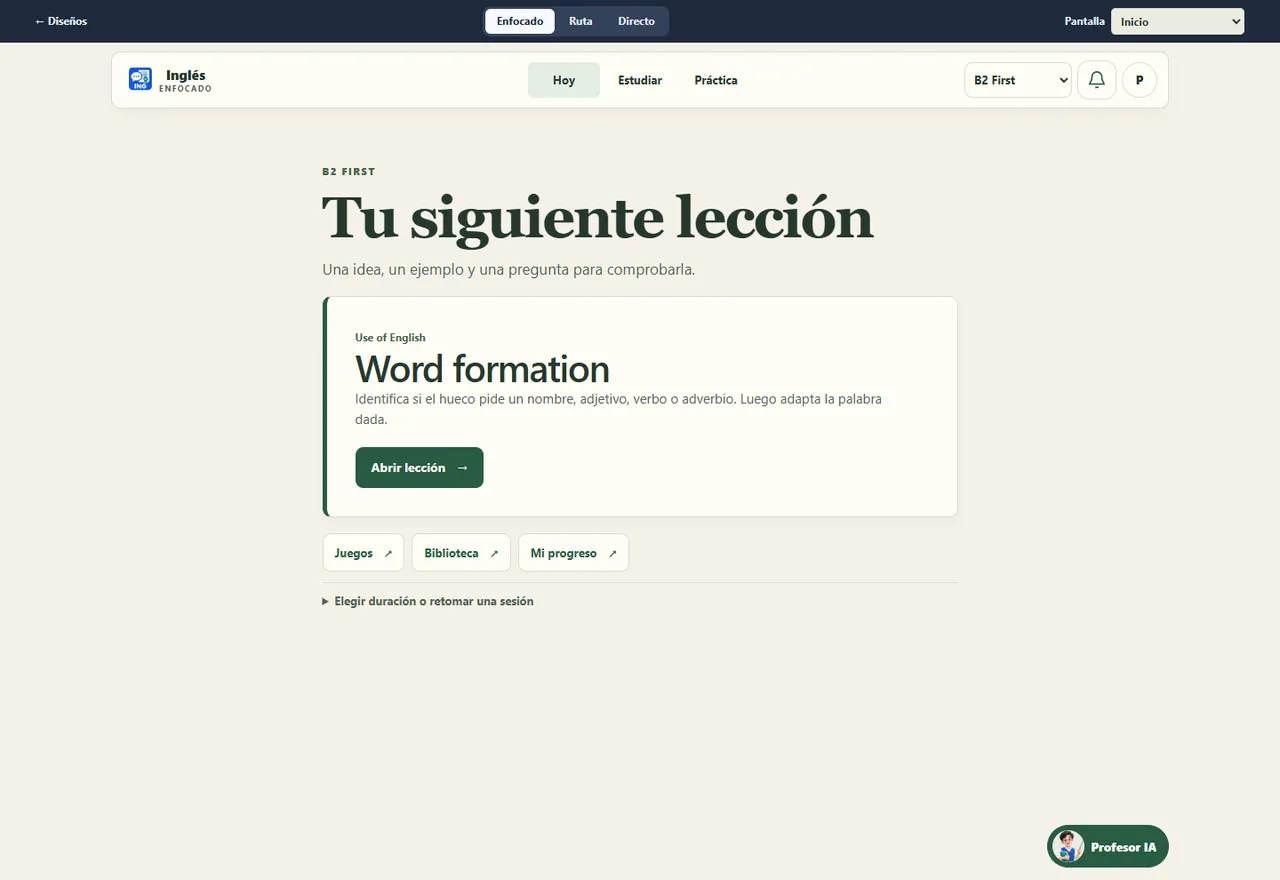 ← Diseños
Enfocado
Ruta
Directo
Pantalla
Inicio
ING
Inglés
ENFOCADO
Hoy
Estudiar
Práctica
B2 First
P
B2 FIRST
Tu siguiente lección
Una idea, un ejemplo y una pregunta para comprobarla.
Use of English
Word formation
Identifica si el hueco pide un nombre, adjetivo, verbo o adverbio. Luego adapta la palabra
dada.
Abrir lección →
Juegos ↗
Biblioteca ↗
Mi progreso ↗
▶ Elegir duración o retomar una sesión
Profesor IA